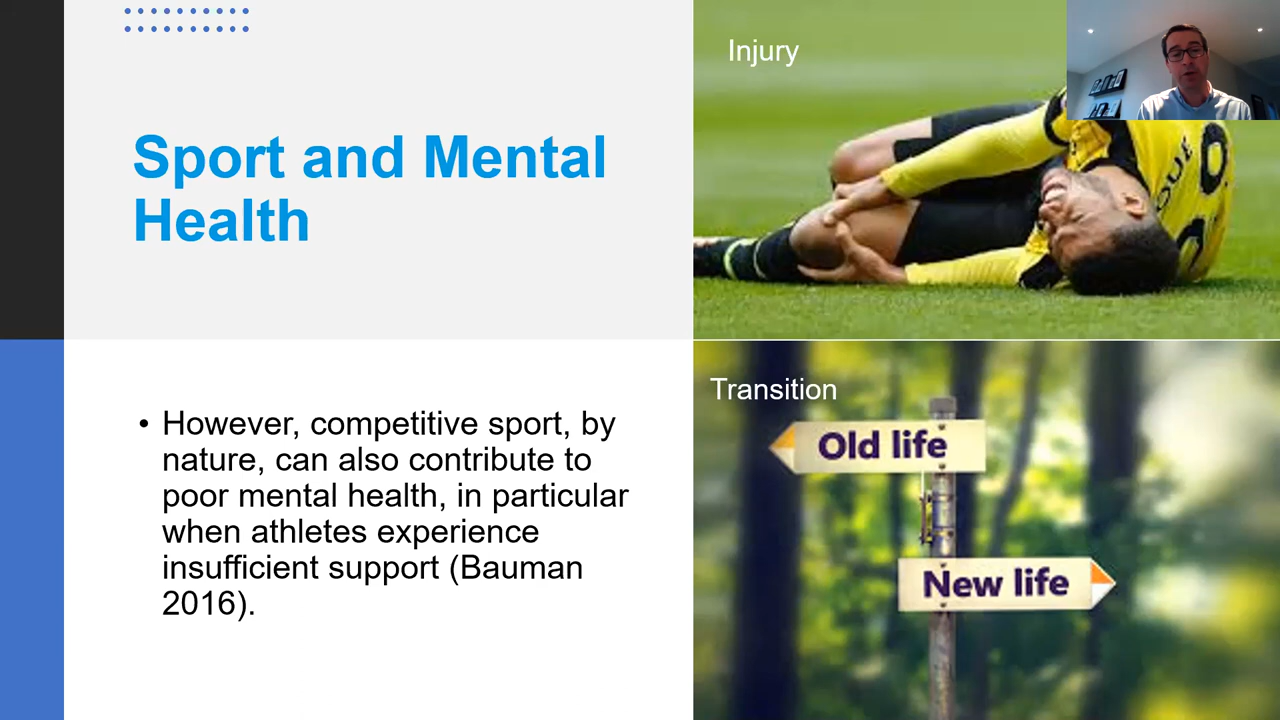 Sport and Mental
Health
• However, competitive sport, by
nature, can also contribute to
poor mental health, in particular
when athletes experience
insufficient support (Bauman
2016).
Injury
Transition
Old life
New life